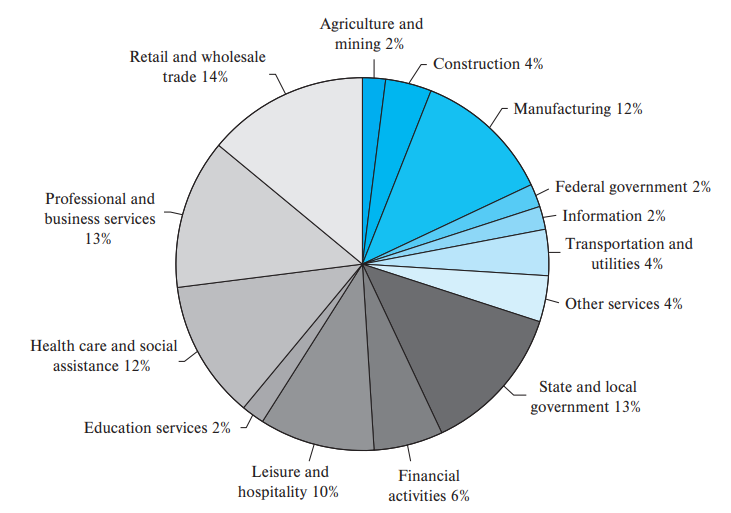 Agriculture and
mining 2%
Construction 4%
Manufacturing 12%
Federal government 2%
Information 2%
Transportation and
utilities 4%
Other services 4%
State and local
government 13%
Financial
activities 6%
Leisure and
hospitality 10%
Education services 2%
Health care and social
assistance 12%
Professional and
business services
13%
Retail and wholesale
trade 14%